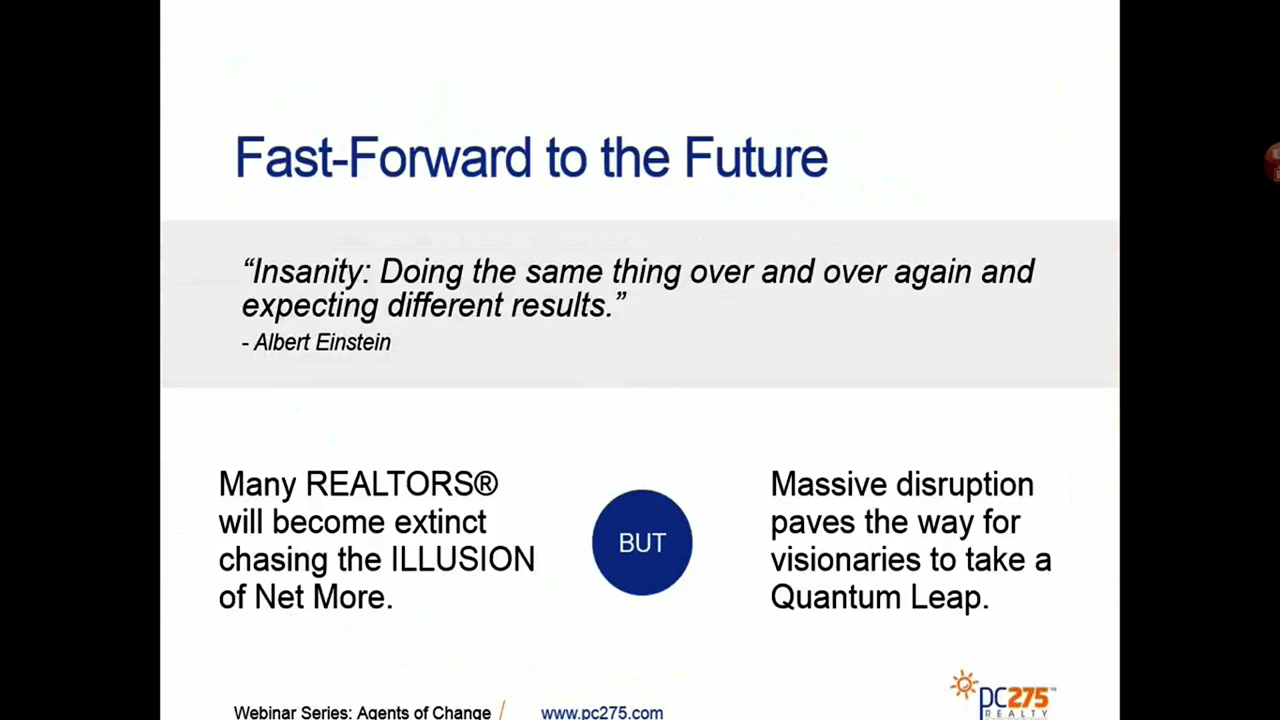 Fast-Forward to the Future
“Insanity: Doing the same thing over and over again and
expecting different results.”
- Albert Einstein
Many REALTORS®
will become extinct
chasing the ILLUSION
of Net More.
BUT
Massive disruption
paves the way for
visionaries to take a
Quantum Leap.
Webinar Series: Agents of Change / www.pc275.com
pc275™
REALTY